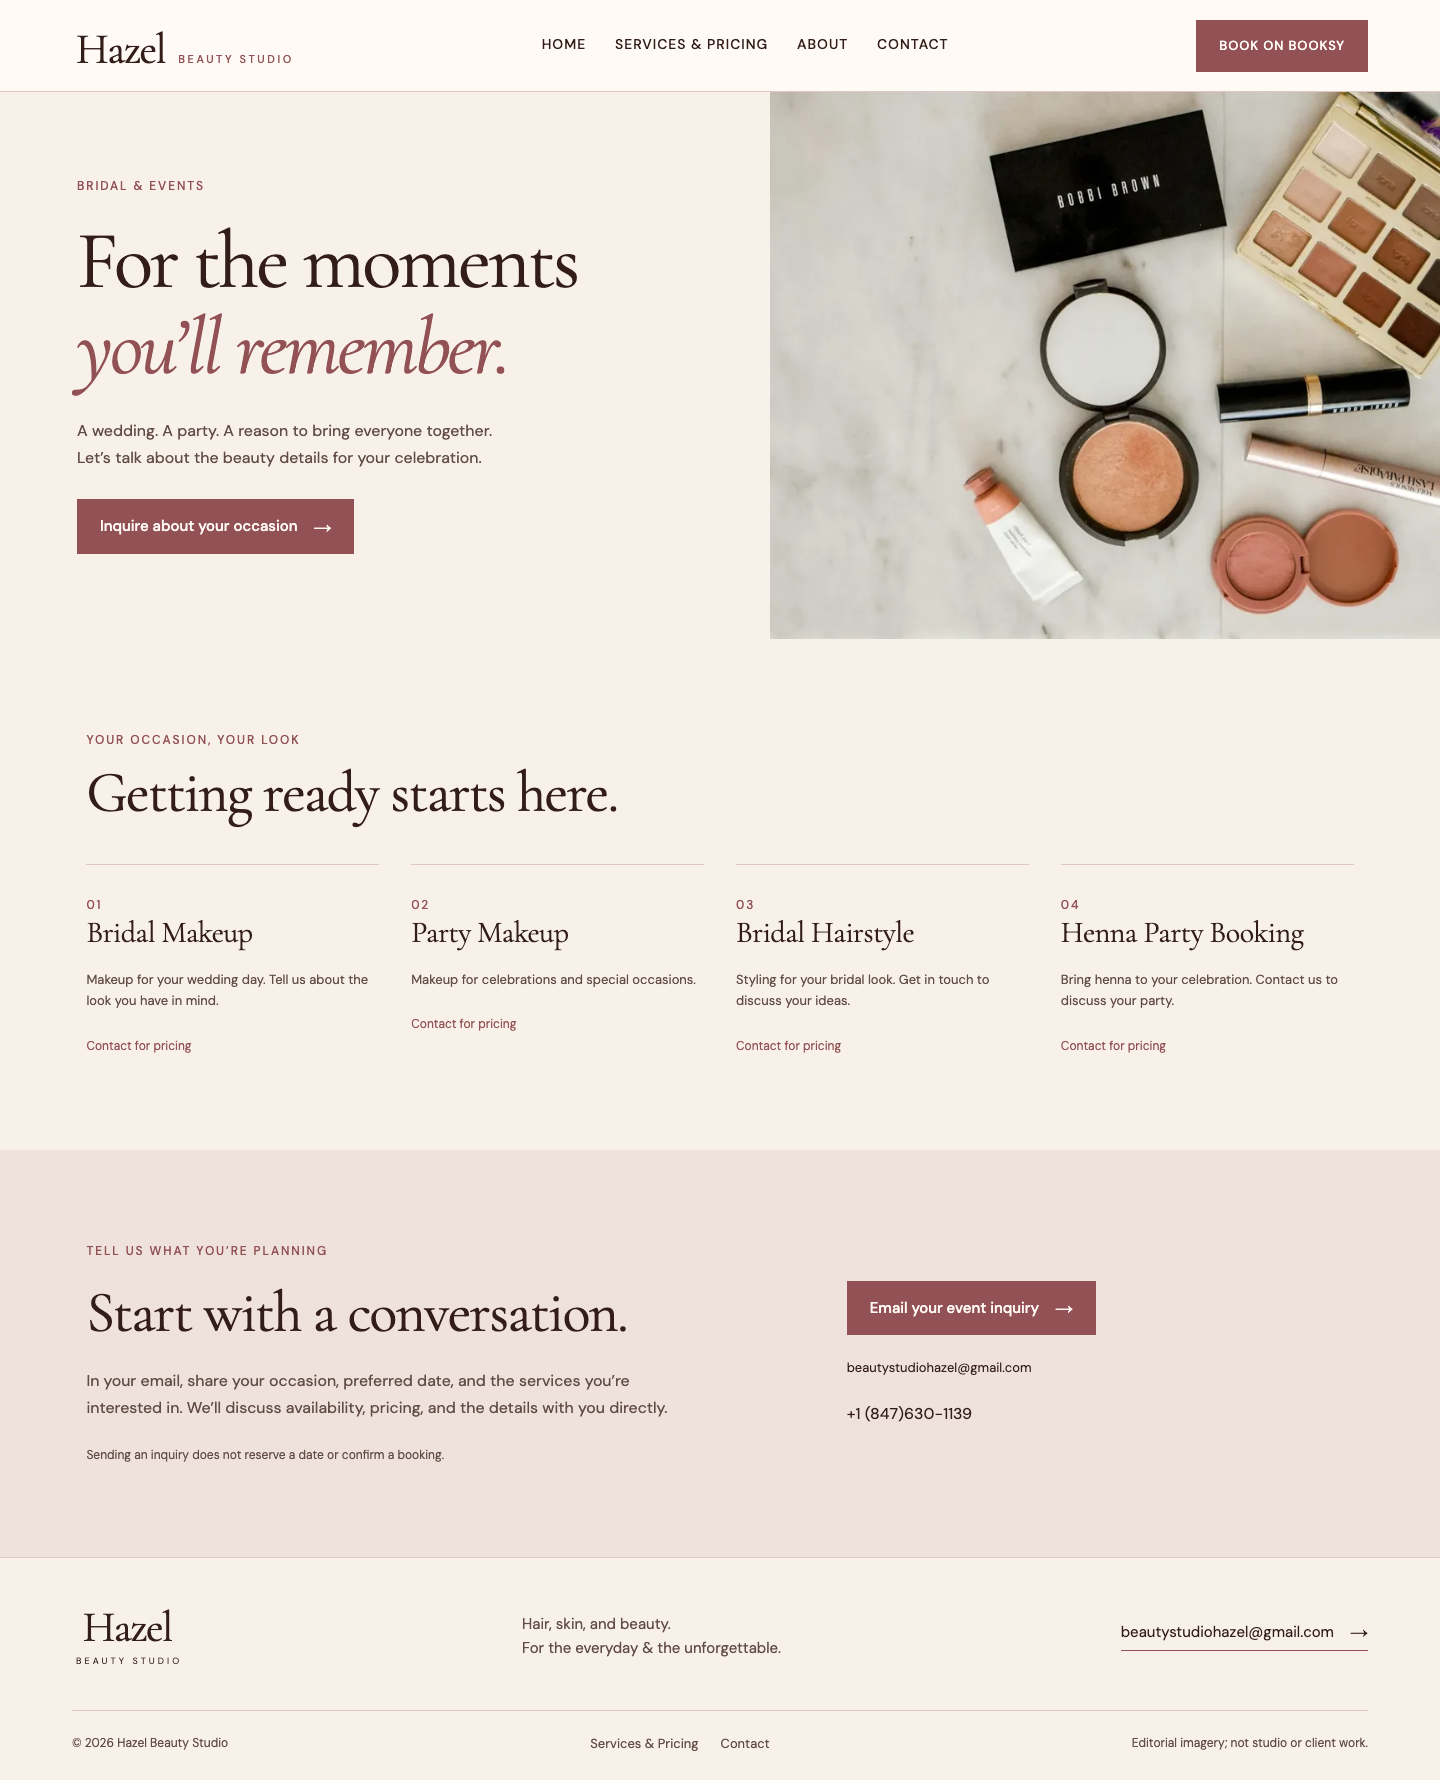 Hazel BEAUTY STUDIO
HOME SERVICES & PRICING ABOUT CONTACT
BOOK ON BOOKSY
BRIDAL & EVENTS
For the moments
you’ll remember.
A wedding. A party. A reason to bring everyone together.
Let’s talk about the beauty details for your celebration.
Inquire about your occasion →
BOBBI BROWN
YOUR OCCASION, YOUR LOOK
Getting ready starts here.
01
Bridal Makeup
Makeup for your wedding day. Tell us about the
look you have in mind.
Contact for pricing
02
Party Makeup
Makeup for celebrations and special occasions.
Contact for pricing
03
Bridal Hairstyle
Styling for your bridal look. Get in touch to
discuss your ideas.
Contact for pricing
04
Henna Party Booking
Bring henna to your celebration. Contact us to
discuss your party.
Contact for pricing
TELL US WHAT YOU’RE PLANNING
Start with a conversation.
In your email, share your occasion, preferred date, and the services you’re
interested in. We’ll discuss availability, pricing, and the details with you directly.
Sending an inquiry does not reserve a date or confirm a booking.
Email your event inquiry →
beautystudiohazel@gmail.com
+1 (847)630-1139
Hazel
BEAUTY STUDIO
Hair, skin, and beauty.
For the everyday & the unforgettable.
beautystudiohazel@gmail.com →
© 2026 Hazel Beauty Studio
Services & Pricing Contact
Editorial imagery; not studio or client work.